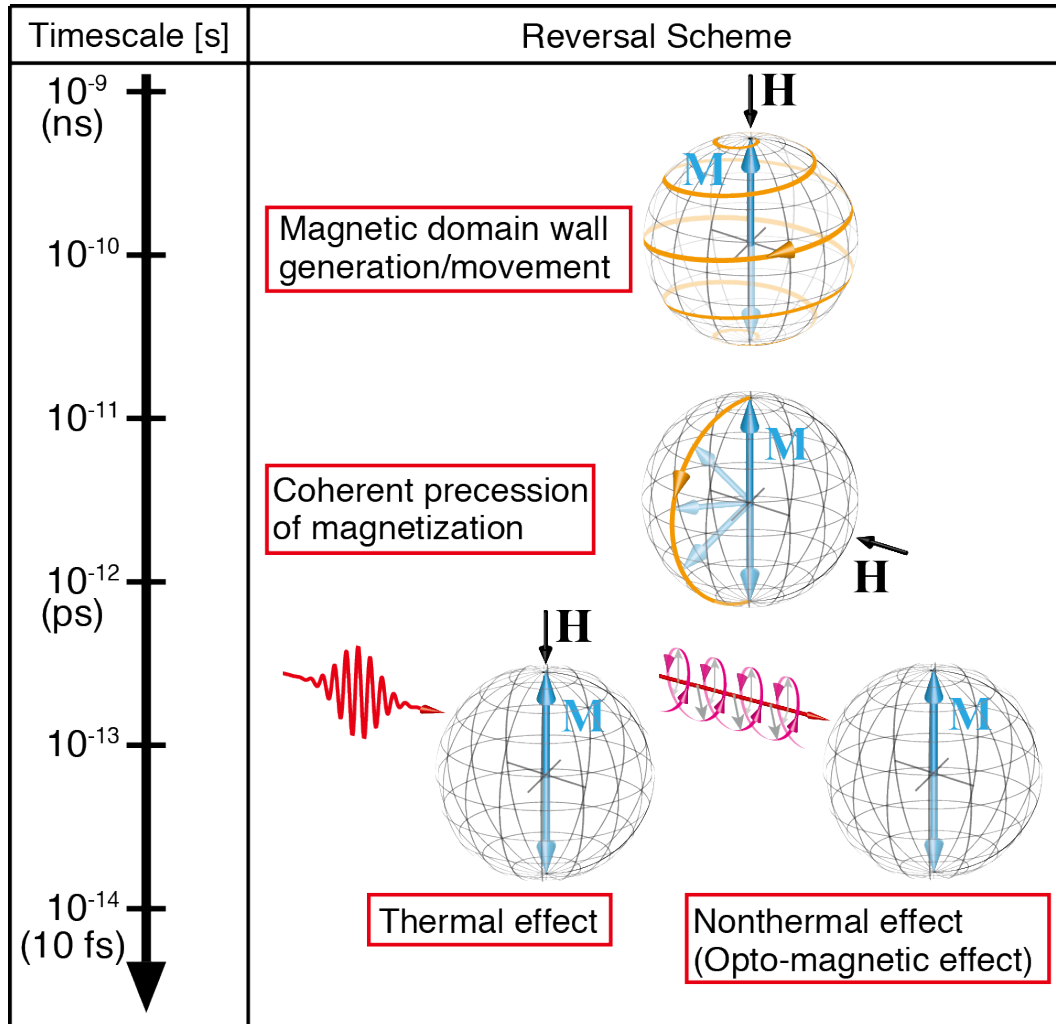 Timescale [s]
Reversal Scheme
10⁻⁹
(ns)
H
M
Magnetic domain wall
generation/movement
10⁻¹⁰
10⁻¹¹
M
Coherent precession
of magnetization
H
10⁻¹²
(ps)
H
M
M
10⁻¹³
10⁻¹⁴
(10 fs)
Thermal effect
Nonthermal effect
(Opto-magnetic effect)